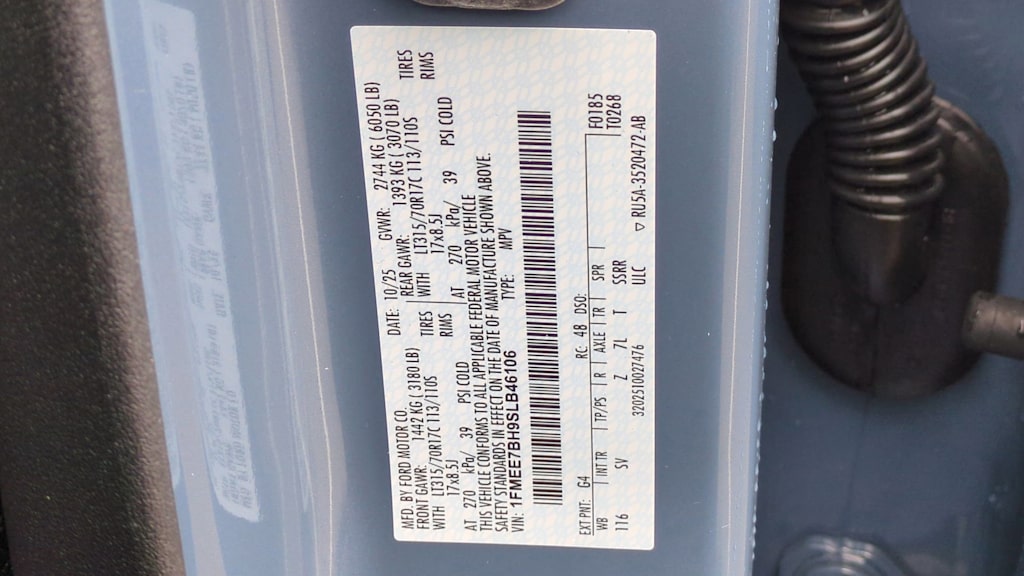 MFD. BY FORD MOTOR CO. DATE: 10/25 GVWR: 2744 KG ( 6050 LB)
FRONT GAWR: 1442 KG ( 3180 LB) REAR GAWR: 1393 KG ( 3070 LB)
WITH LT315/70R17C 113/110S TIRES WITH LT315/70R17C 113/110S TIRES
17x8.5J RIMS 17x8.5J RIMS
AT 270 kPa/ 39 PSI COLD AT 270 kPa/ 39 PSI COLD
THIS VEHICLE CONFORMS TO ALL APPLICABLE FEDERAL MOTOR VEHICLE
SAFETY STANDARDS IN EFFECT ON THE DATE OF MANUFACTURE SHOWN ABOVE.
VIN: 1FMEE7BH9SLB46106 TYPE: MPV
F0185
T0268
EXT PNT: G4 RC: 48 DSO:
WB INT TR TP/PS R AXLE TR SPR
116 SV Z 7L T SSRR
3202510027476 ULC ▽ RU5A-3520472-AB